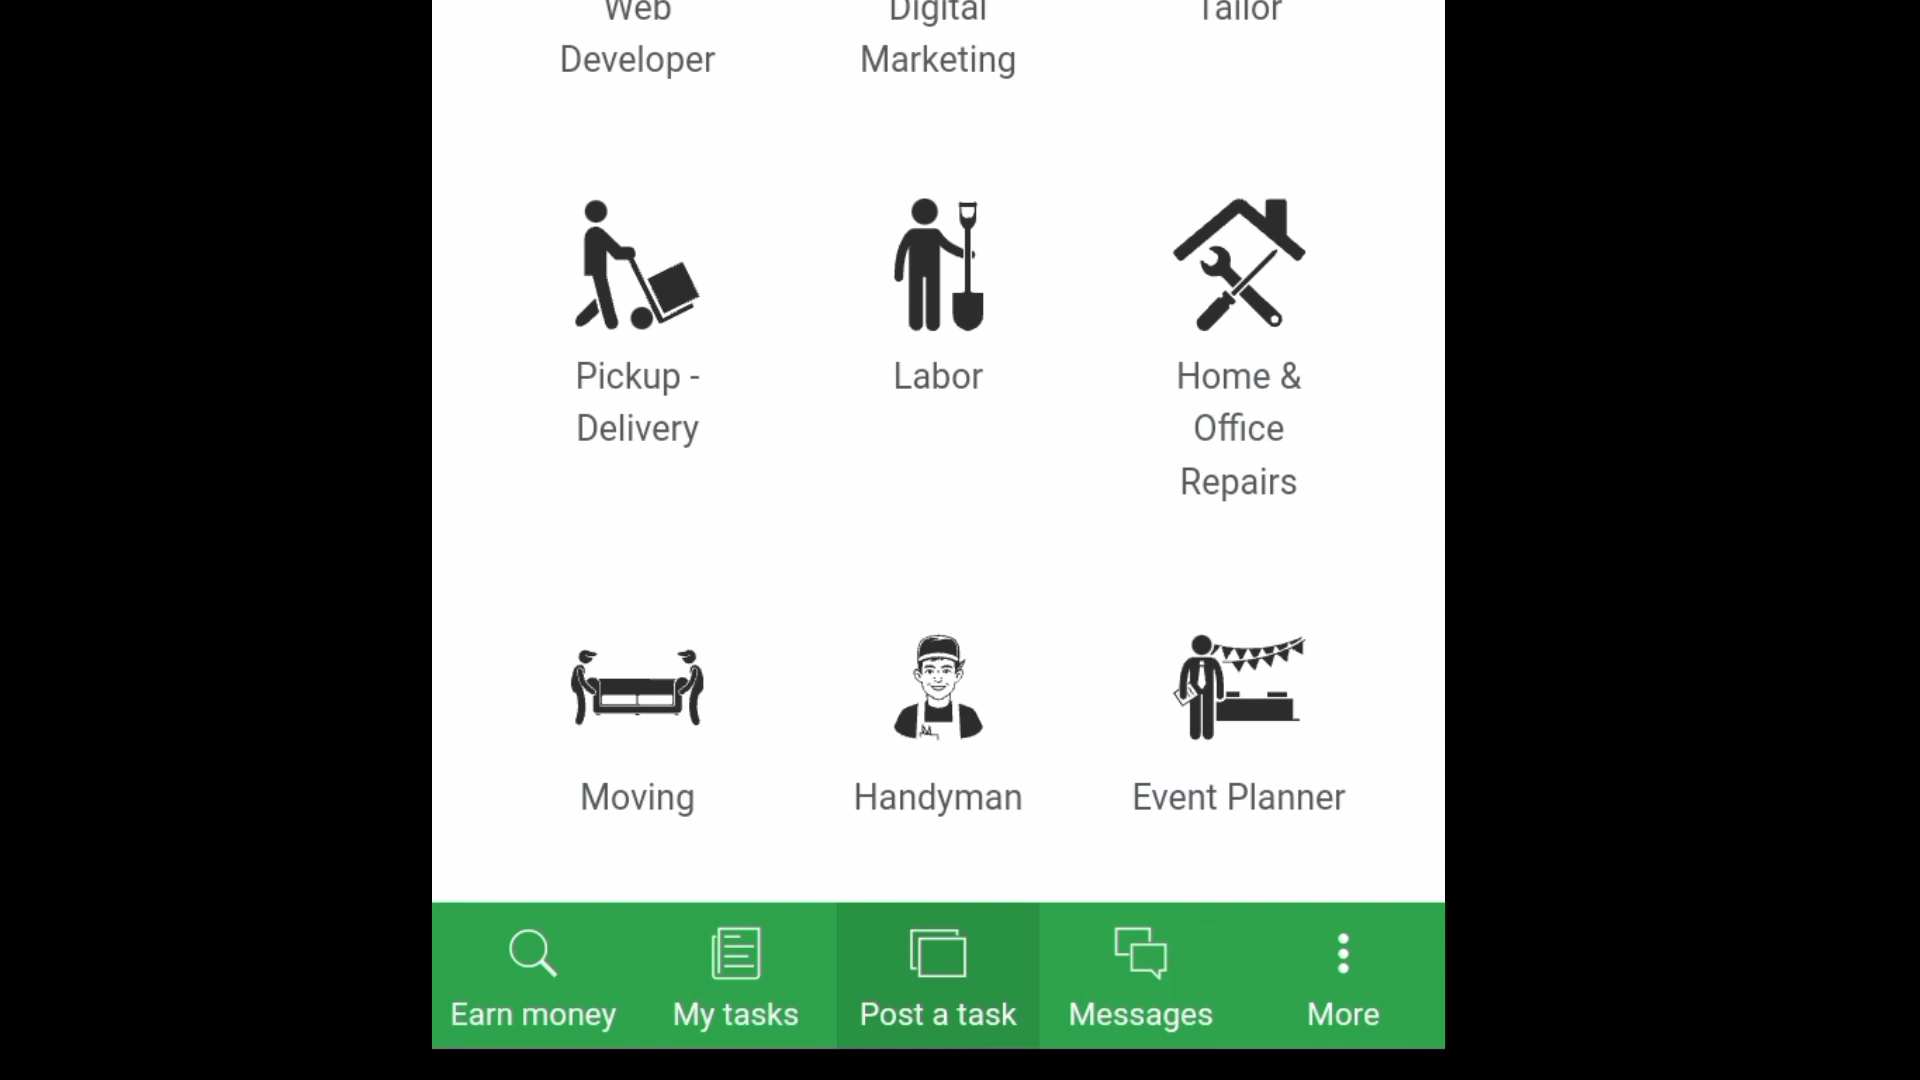 Web Digital Tailor
Developer Marketing
Pickup - Labor Home &
Delivery Office
Repairs
Moving Handyman Event Planner
Earn money My tasks Post a task Messages More